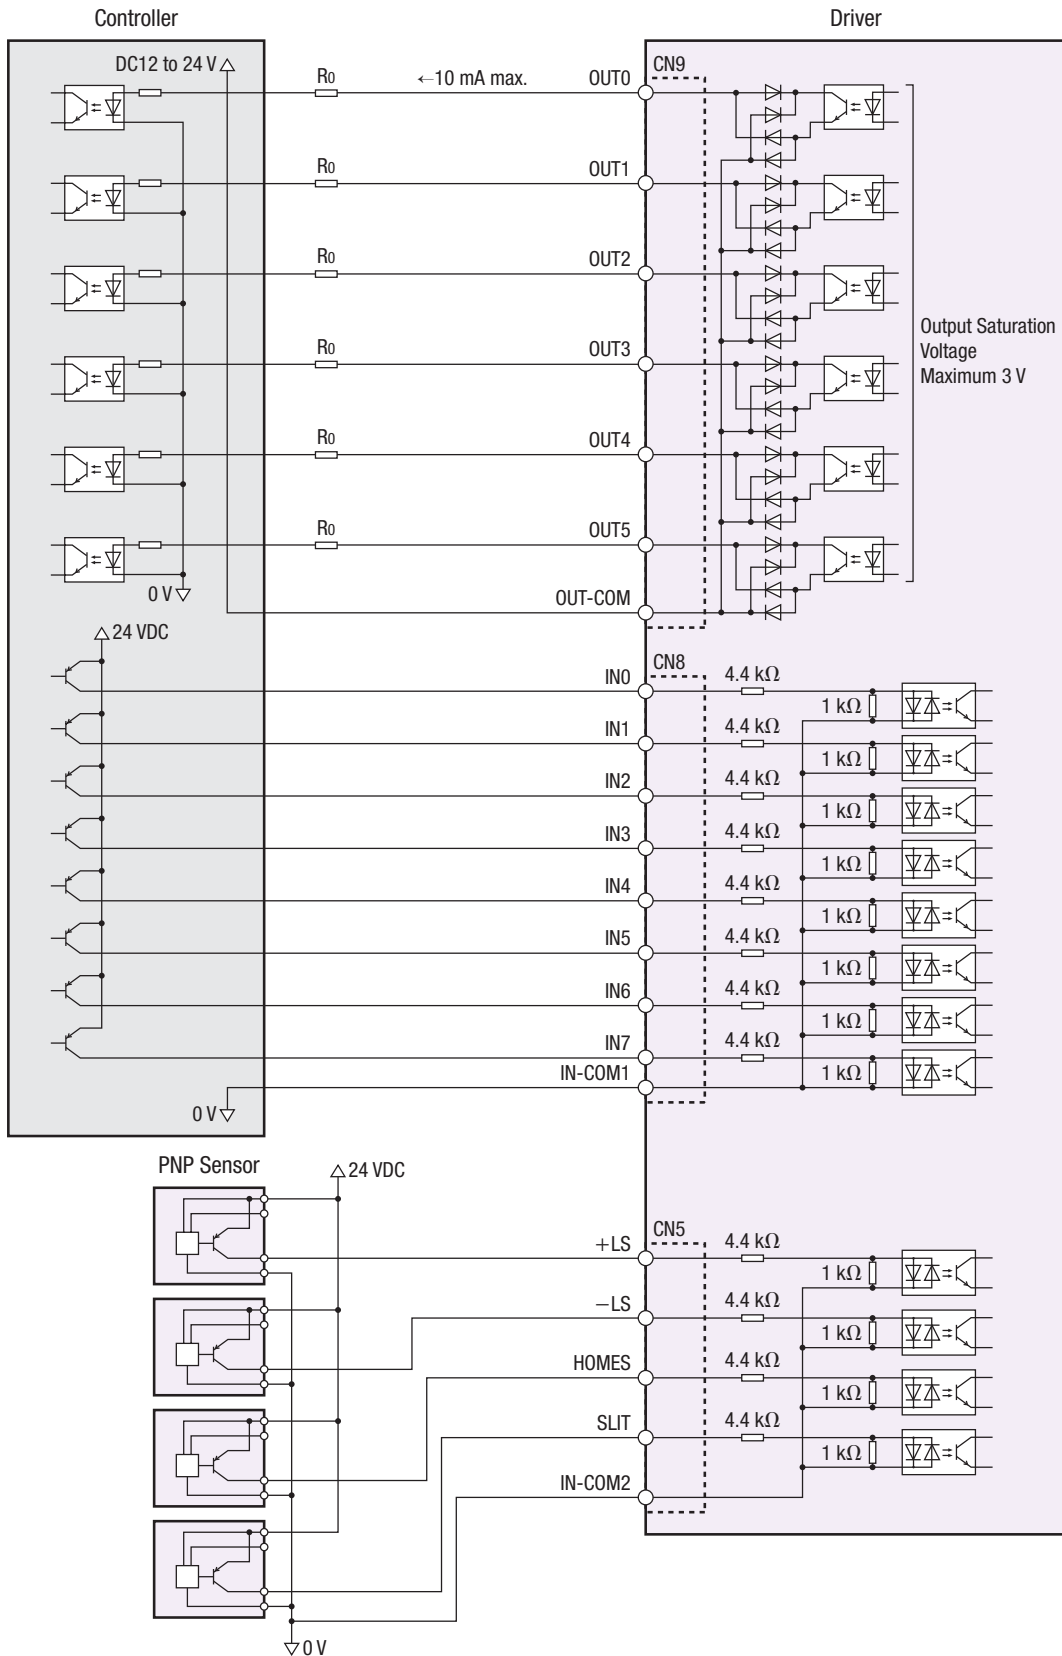 Controller
Driver
DC12 to 24 V
R0
←10 mA max.
OUT0
CN9
R0
OUT1
R0
OUT2
Output Saturation
Voltage
Maximum 3 V
R0
OUT3
R0
OUT4
R0
OUT5
0 V
OUT-COM
24 VDC
CN8
IN0
4.4 kΩ
1 kΩ
IN1
4.4 kΩ
1 kΩ
IN2
4.4 kΩ
1 kΩ
IN3
4.4 kΩ
1 kΩ
IN4
4.4 kΩ
1 kΩ
IN5
4.4 kΩ
1 kΩ
IN6
4.4 kΩ
1 kΩ
IN7
4.4 kΩ
1 kΩ
IN-COM1
0 V
PNP Sensor
24 VDC
CN5
+LS
4.4 kΩ
1 kΩ
−LS
4.4 kΩ
1 kΩ
HOMES
4.4 kΩ
1 kΩ
SLIT
4.4 kΩ
1 kΩ
IN-COM2
0 V